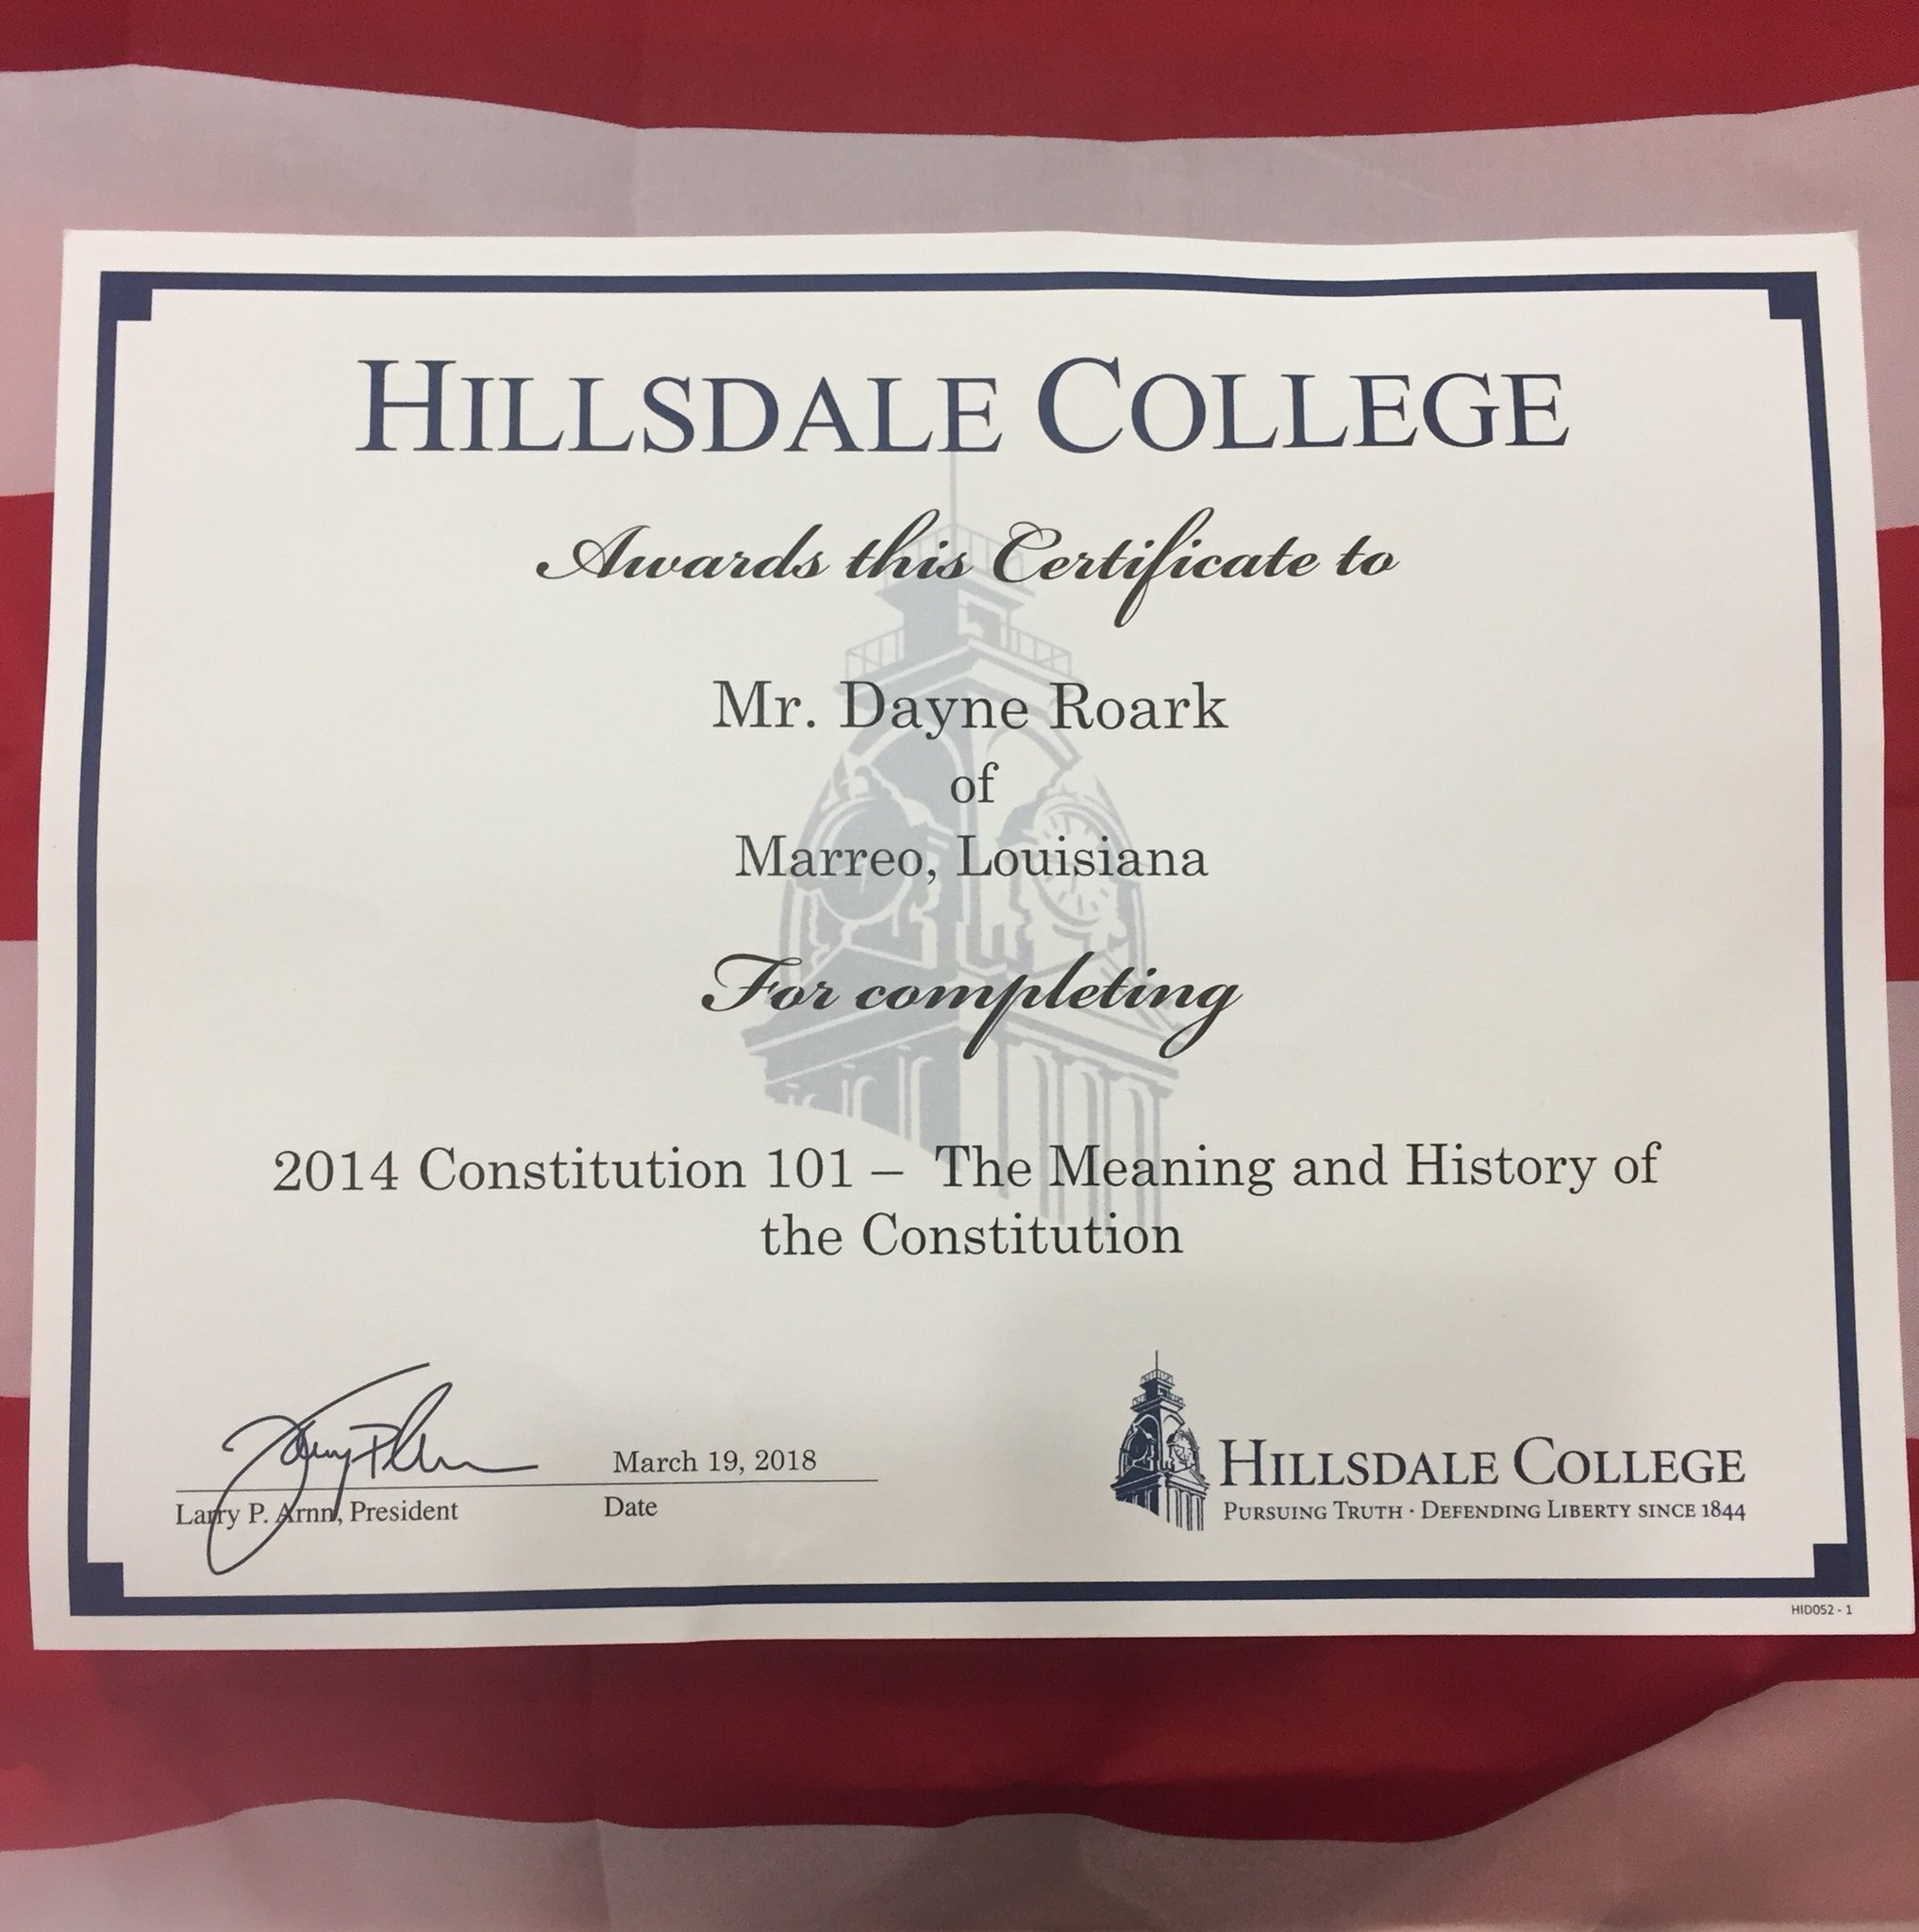 HILLSDALE COLLEGE
Awards this Certificate to
Mr. Dayne Roark
of
Marreo, Louisiana
For completing
2014 Constitution 101 – The Meaning and History of
the Constitution
Larry P. Arnn
March 19, 2018
Larry P. Arnn, President
Date
HILLSDALE COLLEGE
PURSUING TRUTH · DEFENDING LIBERTY SINCE 1844
HID052 - 1